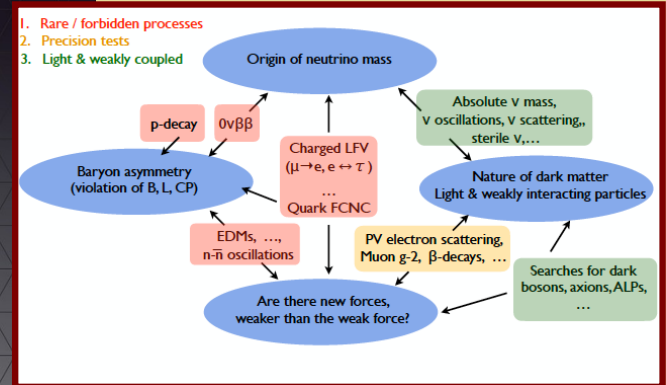 1. Rare / forbidden processes
2. Precision tests
3. Light & weakly coupled
Origin of neutrino mass
p-decay
0νββ
Charged LFV
(μ→e, e ↔ τ )
...
Quark FCNC
Absolute ν mass,
ν oscillations, ν scattering,,
sterile ν,...
Baryon asymmetry
(violation of B, L, CP)
Nature of dark matter
Light & weakly interacting particles
EDMs, ...,
n-n̅ oscillations
PV electron scattering,
Muon g-2, β-decays, ...
Searches for dark
bosons, axions, ALPs,
...
Are there new forces,
weaker than the weak force?